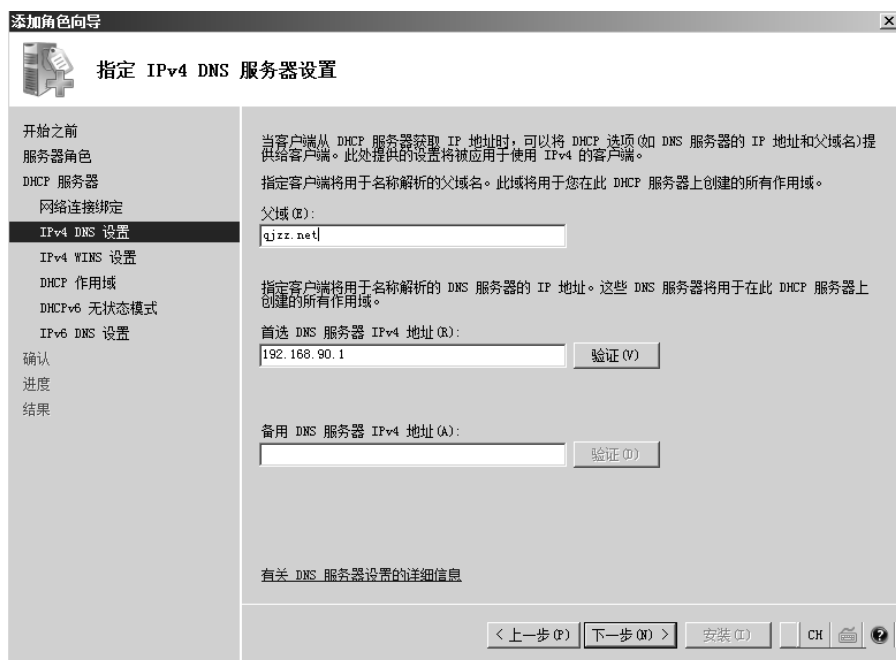 添加角色向导
指定 IPv4 DNS 服务器设置
开始之前
服务器角色
DHCP 服务器
网络连接绑定
IPv4 DNS 设置
IPv4 WINS 设置
DHCP 作用域
DHCPv6 无状态模式
IPv6 DNS 设置
确认
进度
结果
当客户端从 DHCP 服务器获取 IP 地址时，可以将 DHCP 选项(如 DNS 服务器的 IP 地址和父域名)提
供给客户端。此处提供的设置将被应用于使用 IPv4 的客户端。
指定客户端将用于名称解析的父域名。此域将用于您在此 DHCP 服务器上创建的所有作用域。
父域(E):
qjzz.net
指定客户端将用于名称解析的 DNS 服务器的 IP 地址。这些 DNS 服务器将用于在此 DHCP 服务器上
创建的所有作用域。
首选 DNS 服务器 IPv4 地址(R):
192.168.90.1
验证(V)
备用 DNS 服务器 IPv4 地址(A):
验证(D)
有关 DNS 服务器设置的详细信息
< 上一步(P)
下一步(N) >
安装(I)
CH